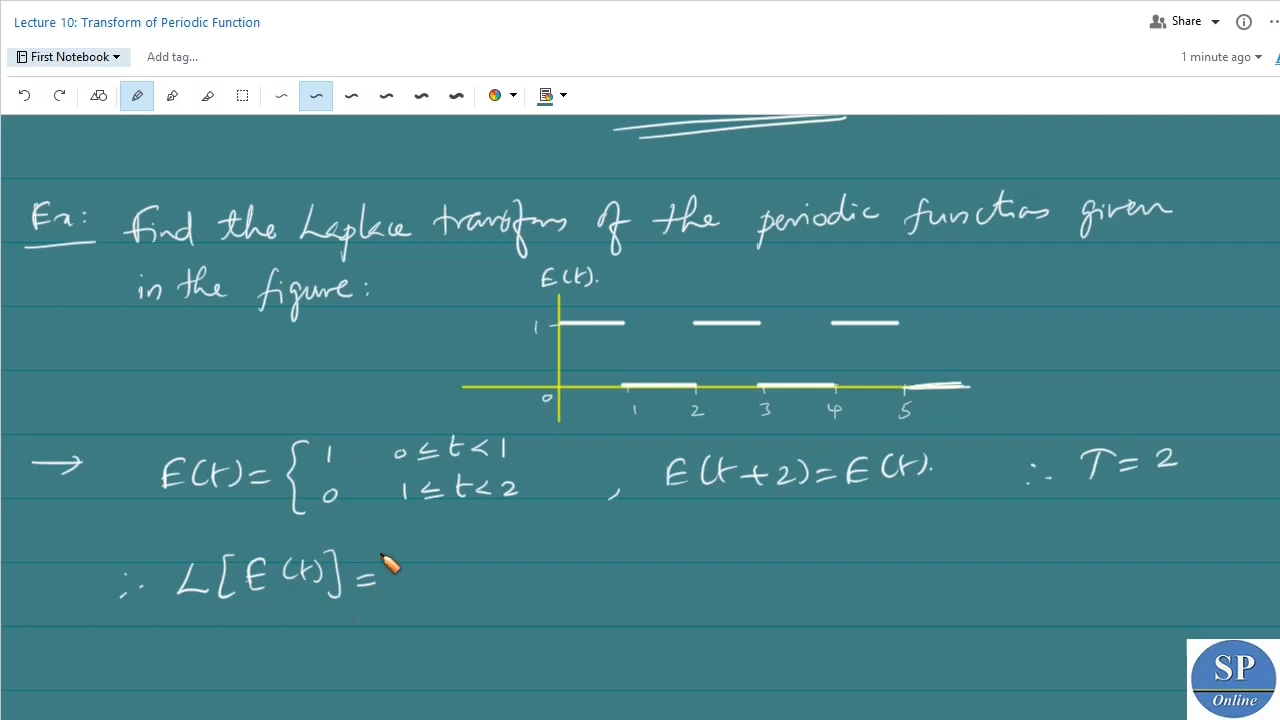 Lecture 10: Transform of Periodic Function
Share
First Notebook
Add tag...
1 minute ago
Ex: Find the Laplace transform of the periodic function given
in the figure:
E(t).
1
0 1 2 3 4 5
→ E(t) = { 1 0 ≤ t < 1
0 1 ≤ t < 2 , E(t+2) = E(t). ∴ T = 2
∴ L[E(t)] =
SP
Online